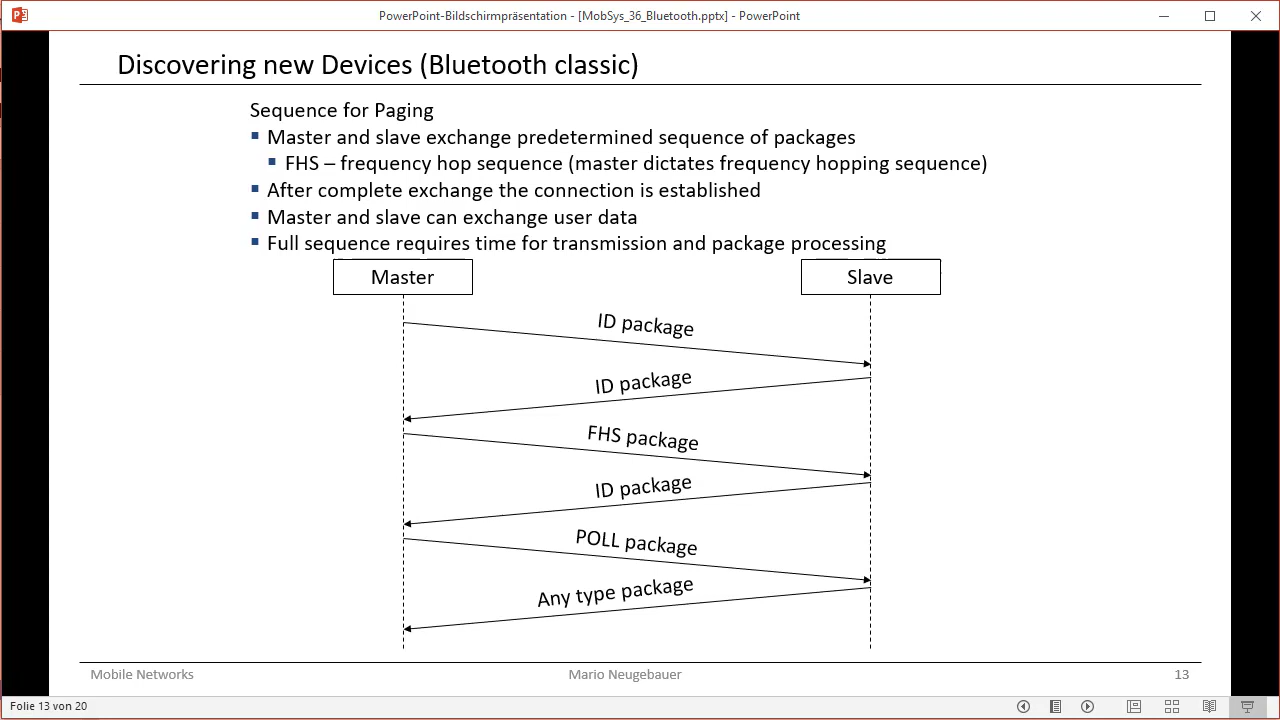 PowerPoint-Bildschirmpräsentation - [MobSys_36_Bluetooth.pptx] - PowerPoint
Discovering new Devices (Bluetooth classic)
Sequence for Paging
Master and slave exchange predetermined sequence of packages
FHS – frequency hop sequence (master dictates frequency hopping sequence)
After complete exchange the connection is established
Master and slave can exchange user data
Full sequence requires time for transmission and package processing
Master
Slave
ID package
ID package
FHS package
ID package
POLL package
Any type package
Mobile Networks
Mario Neugebauer
13
Folie 13 von 20